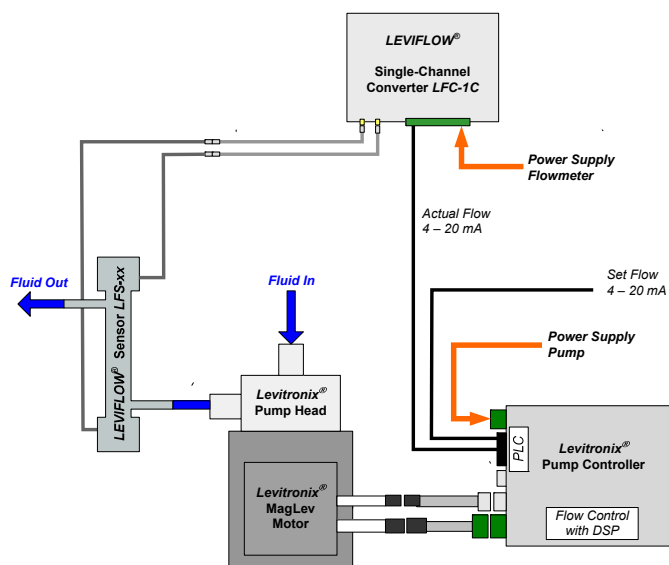 LEVIFLOW®
Single-Channel
Converter LFC-1C
Power Supply
Flowmeter
Actual Flow
4 – 20 mA
Set Flow
4 – 20 mA
Fluid Out
Fluid In
LEVIFLOW® Sensor LFS-xx
Power Supply
Pump
Levitronix®
Pump Head
PLC
Levitronix®
Pump Controller
Levitronix®
MagLev
Motor
Flow Control
with DSP